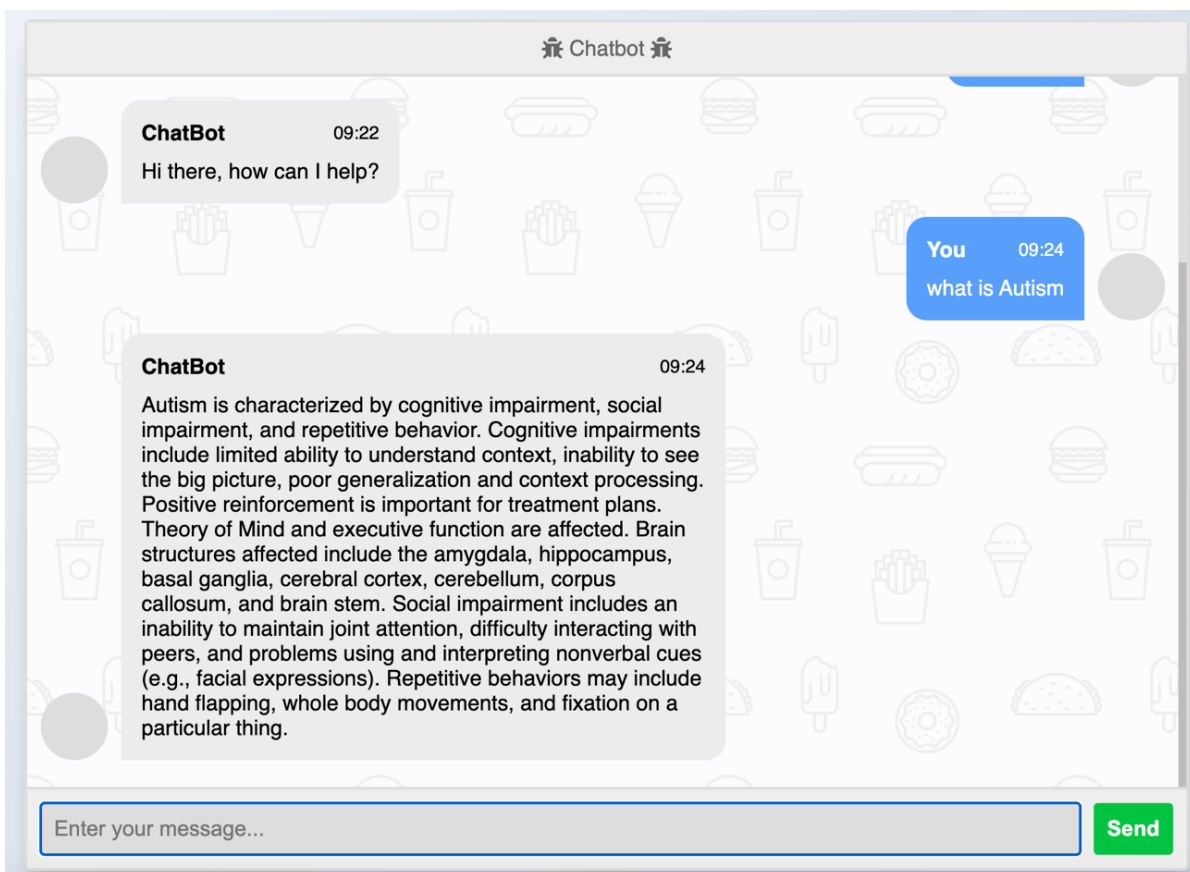 Chatbot
ChatBot 09:22
Hi there, how can I help?
You 09:24
what is Autism
ChatBot 09:24
Autism is characterized by cognitive impairment, social
impairment, and repetitive behavior. Cognitive impairments
include limited ability to understand context, inability to see
the big picture, poor generalization and context processing.
Positive reinforcement is important for treatment plans.
Theory of Mind and executive function are affected. Brain
structures affected include the amygdala, hippocampus,
basal ganglia, cerebral cortex, cerebellum, corpus
callosum, and brain stem. Social impairment includes an
inability to maintain joint attention, difficulty interacting with
peers, and problems using and interpreting nonverbal cues
(e.g., facial expressions). Repetitive behaviors may include
hand flapping, whole body movements, and fixation on a
particular thing.
Enter your message...
Send